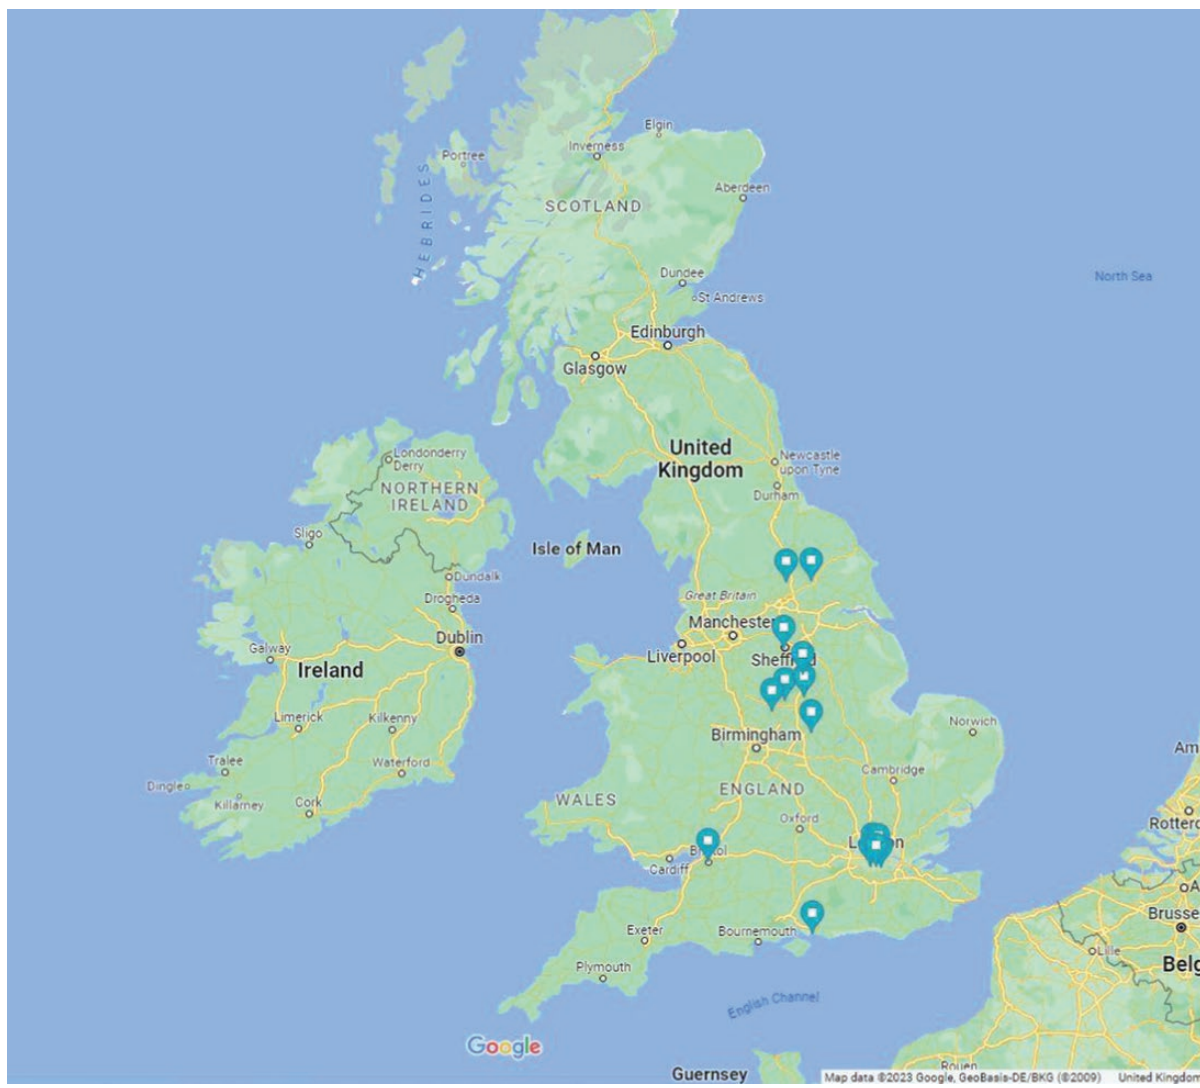 Elgin
Inverness
Portree
Aberdeen
SCOTLAND
HEBRIDES
North Sea
Dundee
St Andrews
Edinburgh
Glasgow
United
Kingdom
Londonderry
Derry
Newcastle
upon Tyne
NORTHERN
IRELAND
Durham
Sligo
Isle of Man
Dundalk
Drogheda
Great Britain
Manchester
Dublin
Galway
Liverpool
Ireland
Limerick
Kilkenny
Norwich
Birmingham
Am
Tralee
Waterford
Cambridge
Dingle
ENGLAND
Killarney
Cork
WALES
Oxford
Rotterd
Cardiff
A
Brusse
Exeter
Bournemouth
Lille
Plymouth
Belg
English Channel
Google
Rouen
Guernsey
Map data ©2023 Google, GeoBasis-DE/BKG (©2009) United Kingdom